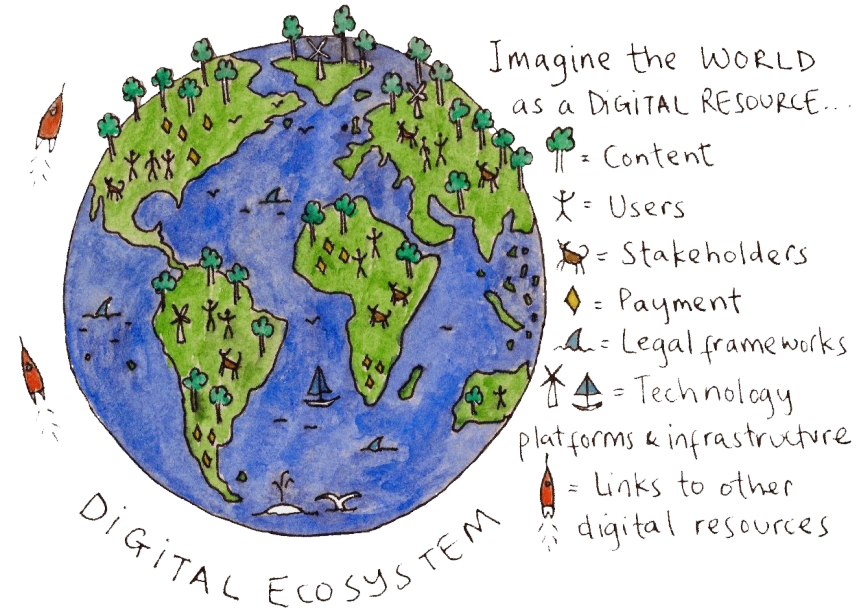 Imagine the WORLD
as a DIGITAL RESOURCE...
= Content
= Users
= Stakeholders
= Payment
= Legal frameworks
= Technology
platforms & infrastructure
= Links to other
digital resources
DIGITAL ECOSYSTEM